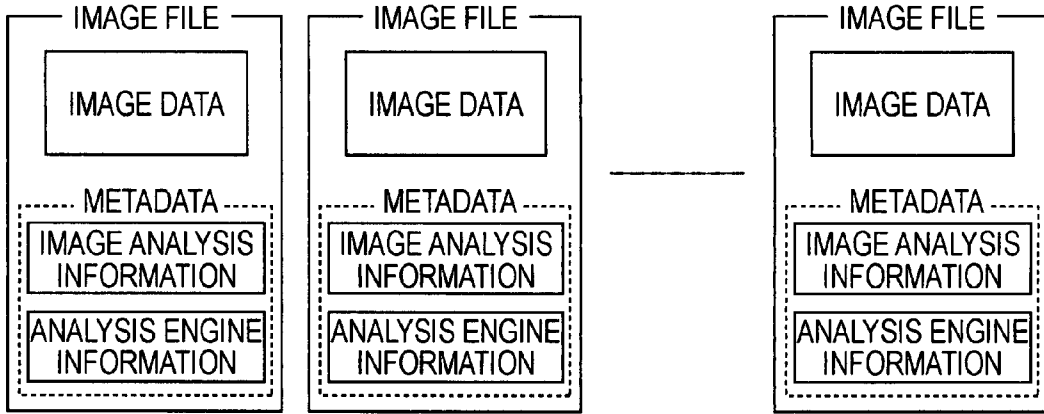 IMAGE FILE
IMAGE DATA
METADATA
IMAGE ANALYSIS
INFORMATION
ANALYSIS ENGINE
INFORMATION
IMAGE FILE
IMAGE DATA
METADATA
IMAGE ANALYSIS
INFORMATION
ANALYSIS ENGINE
INFORMATION
IMAGE FILE
IMAGE DATA
METADATA
IMAGE ANALYSIS
INFORMATION
ANALYSIS ENGINE
INFORMATION